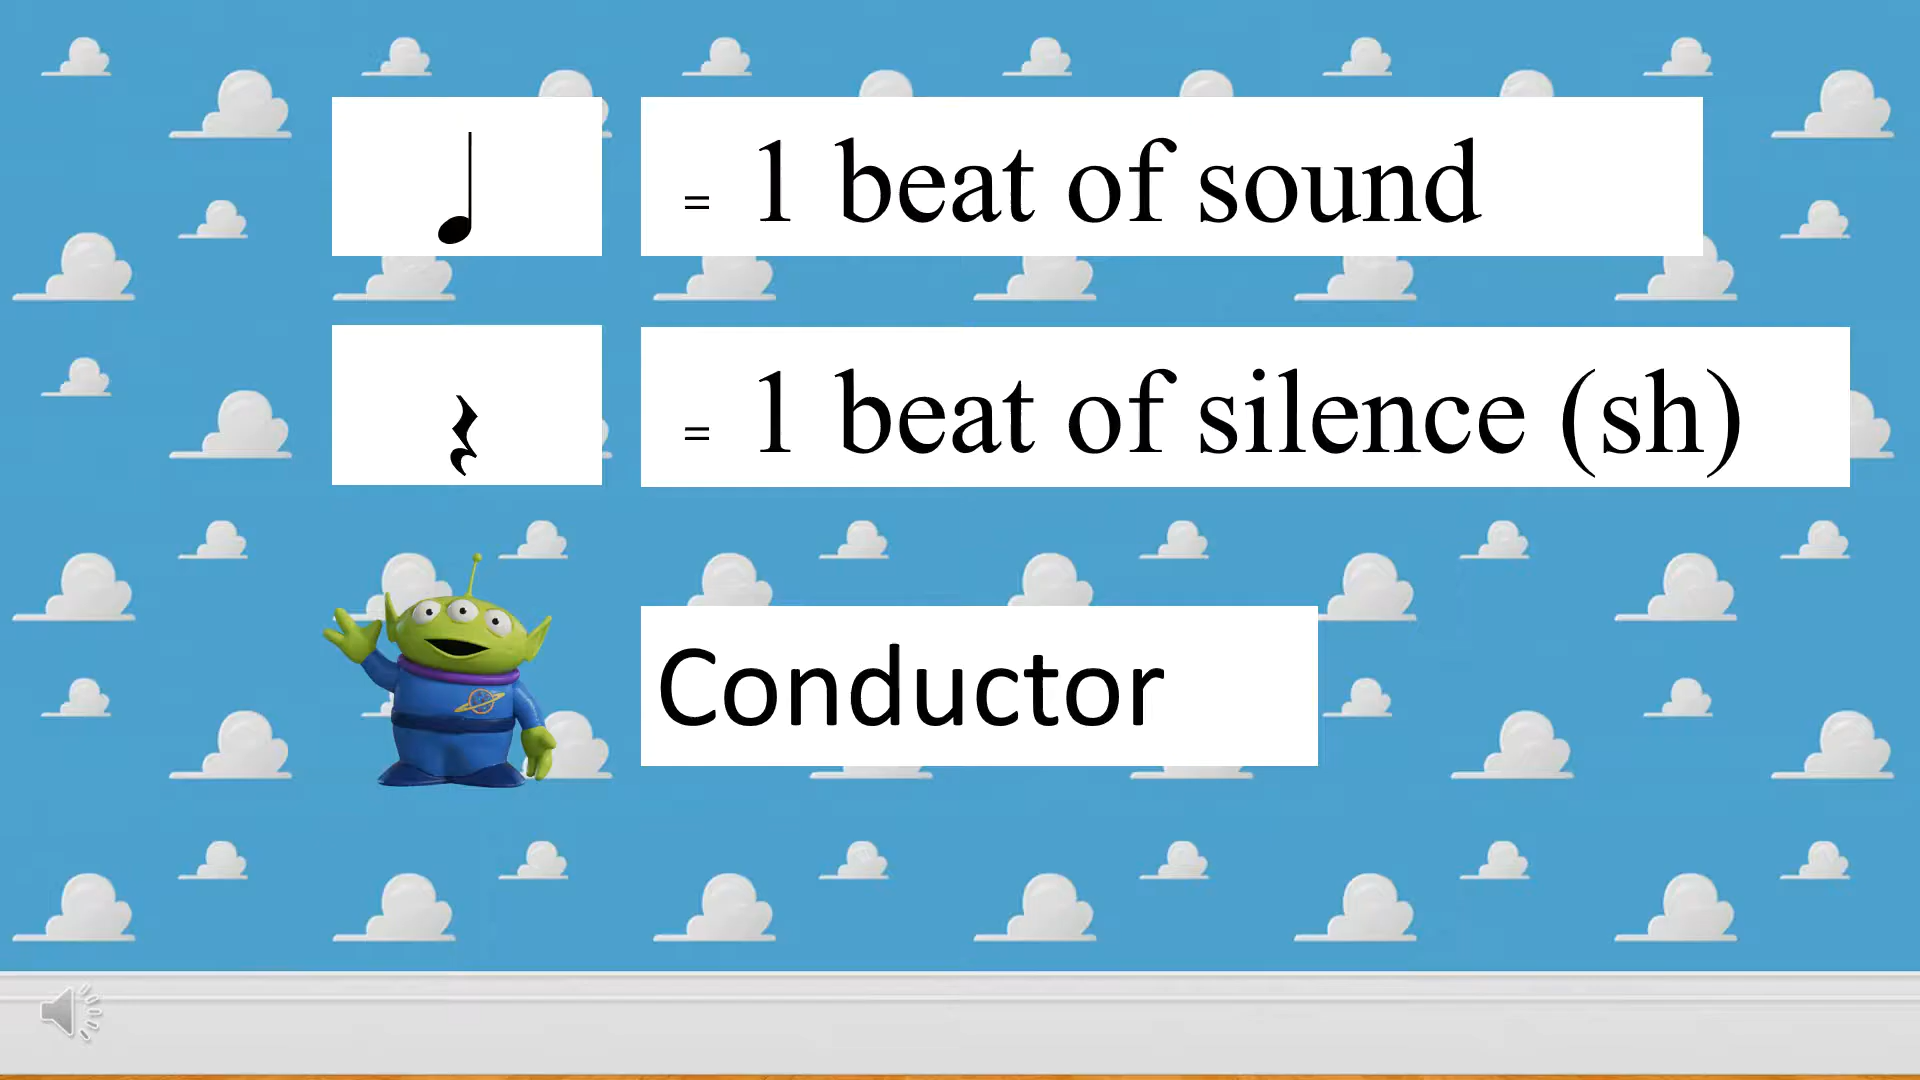 = 1 beat of sound
= 1 beat of silence (sh)
Conductor